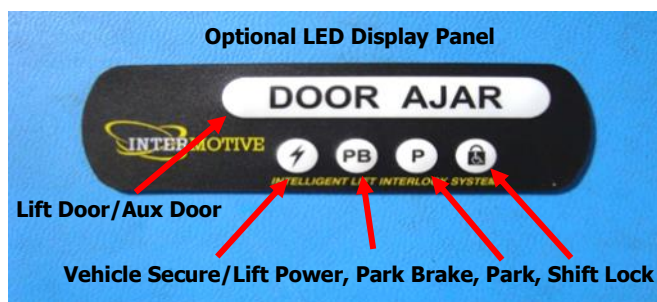 Optional LED Display Panel
DOOR AJAR
INTERMOTIVE
PB P
INTELLIGENT LIFT INTERLOCK SYSTEM
Lift Door/Aux Door
Vehicle Secure/Lift Power, Park Brake, Park, Shift Lock